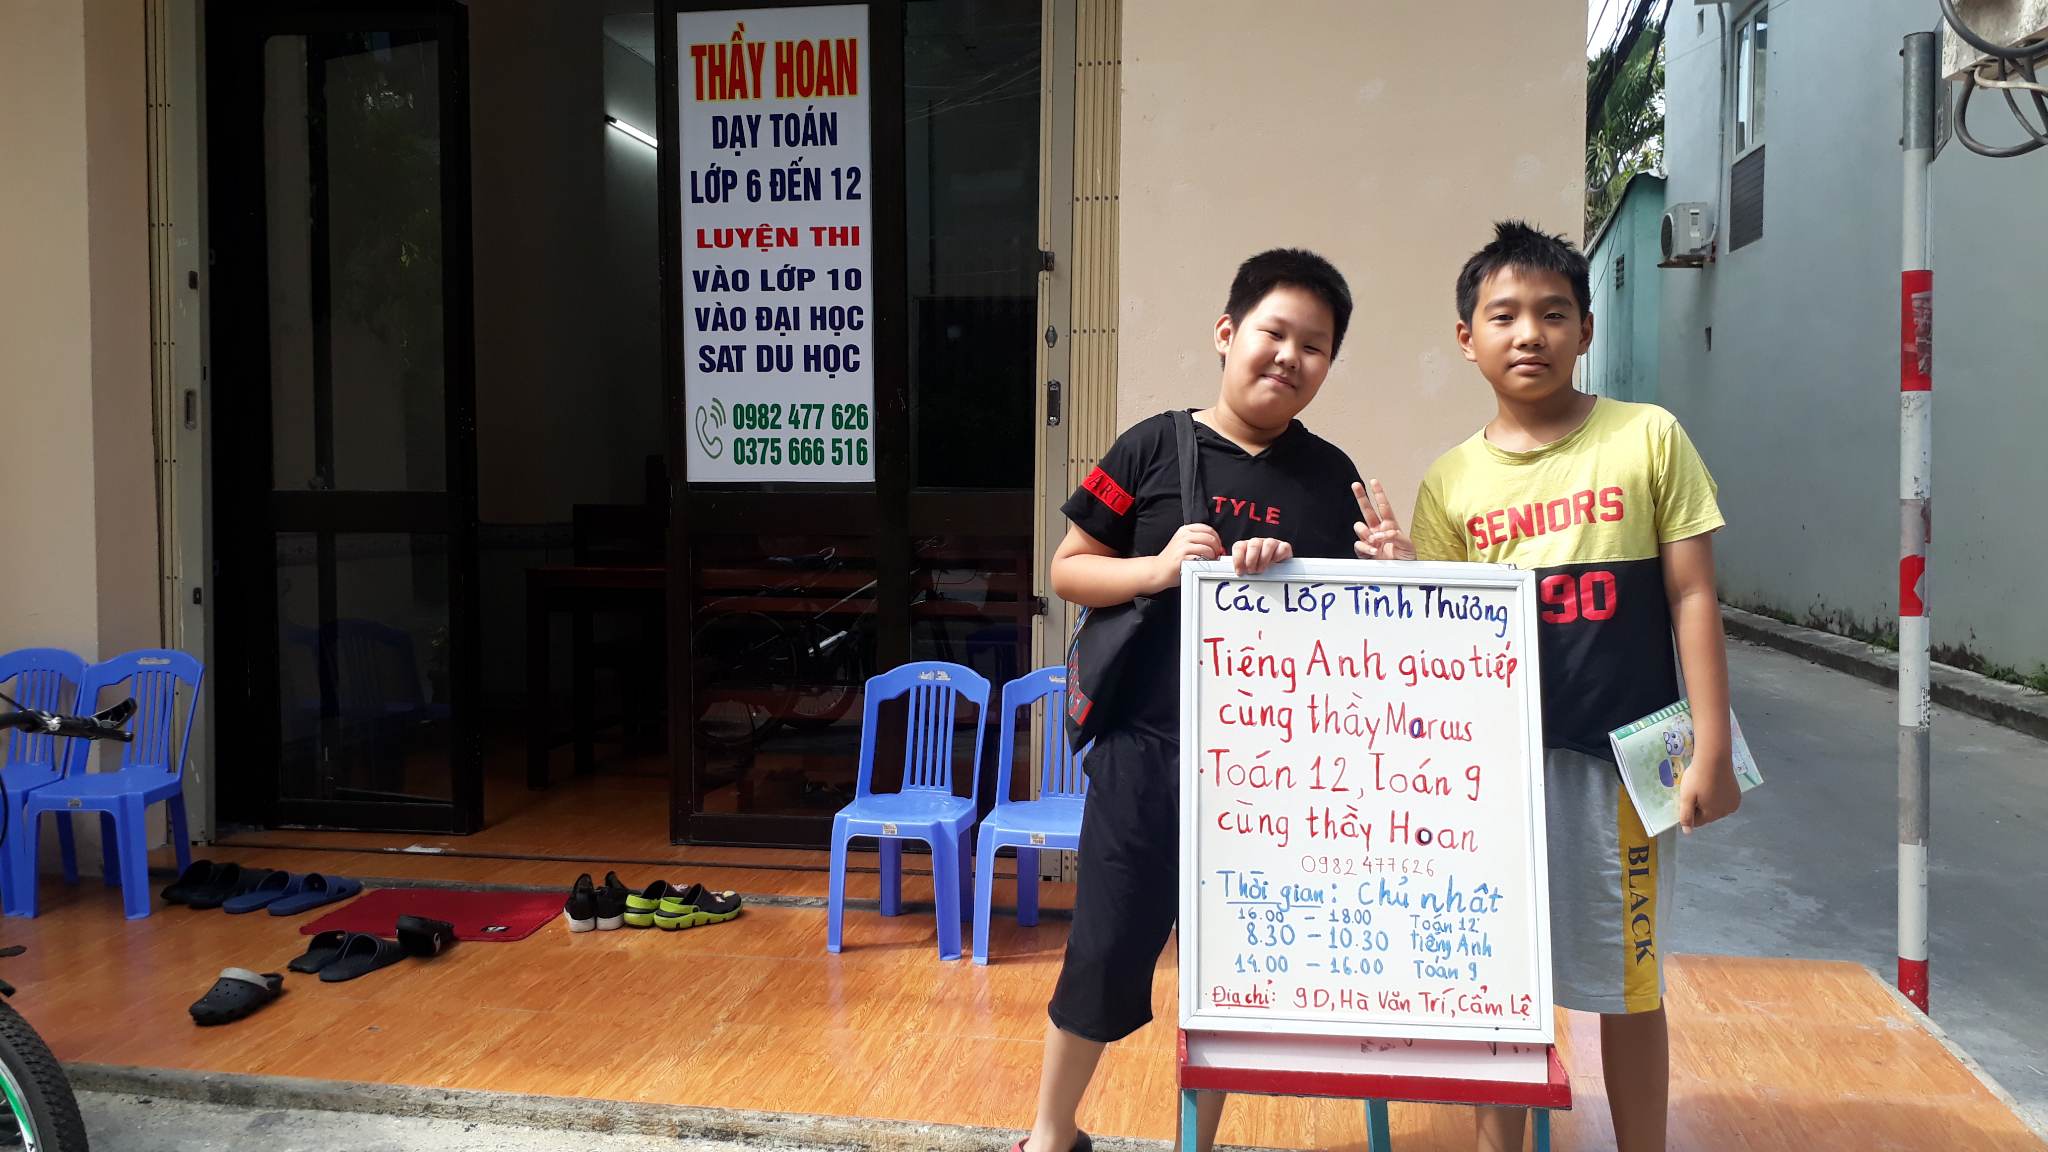 THẦY HOAN
DẠY TOÁN
LỚP 6 ĐẾN 12
LUYỆN THI
VÀO LỚP 10
VÀO ĐẠI HỌC
SAT DU HỌC
0982 477 626
0375 666 516
ART
TYLE
SENIORS
90
BLACK
Các Lớp Tình Thương
Tiếng Anh giao tiếp
cùng thầy Marcus
Toán 12, Toán 9
cùng thầy Hoan
0982 477626
Thời gian: Chủ nhật
16.00 - 18.00 Toán 12
8.30 - 10.30 tiếng Anh
14.00 - 16.00 Toán 9
Địa chỉ: 9D, Hà Văn Trí, Cẩm Lệ